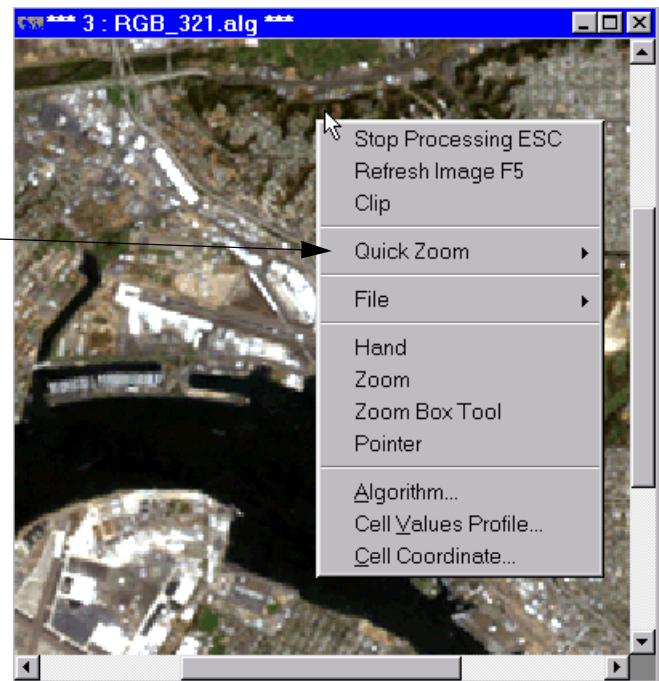 *** 3 : RGB_321.alg ***
Stop Processing ESC
Refresh Image F5
Clip
Quick Zoom
File
Hand
Zoom
Zoom Box Tool
Pointer
Algorithm...
Cell Values Profile...
Cell Coordinate...